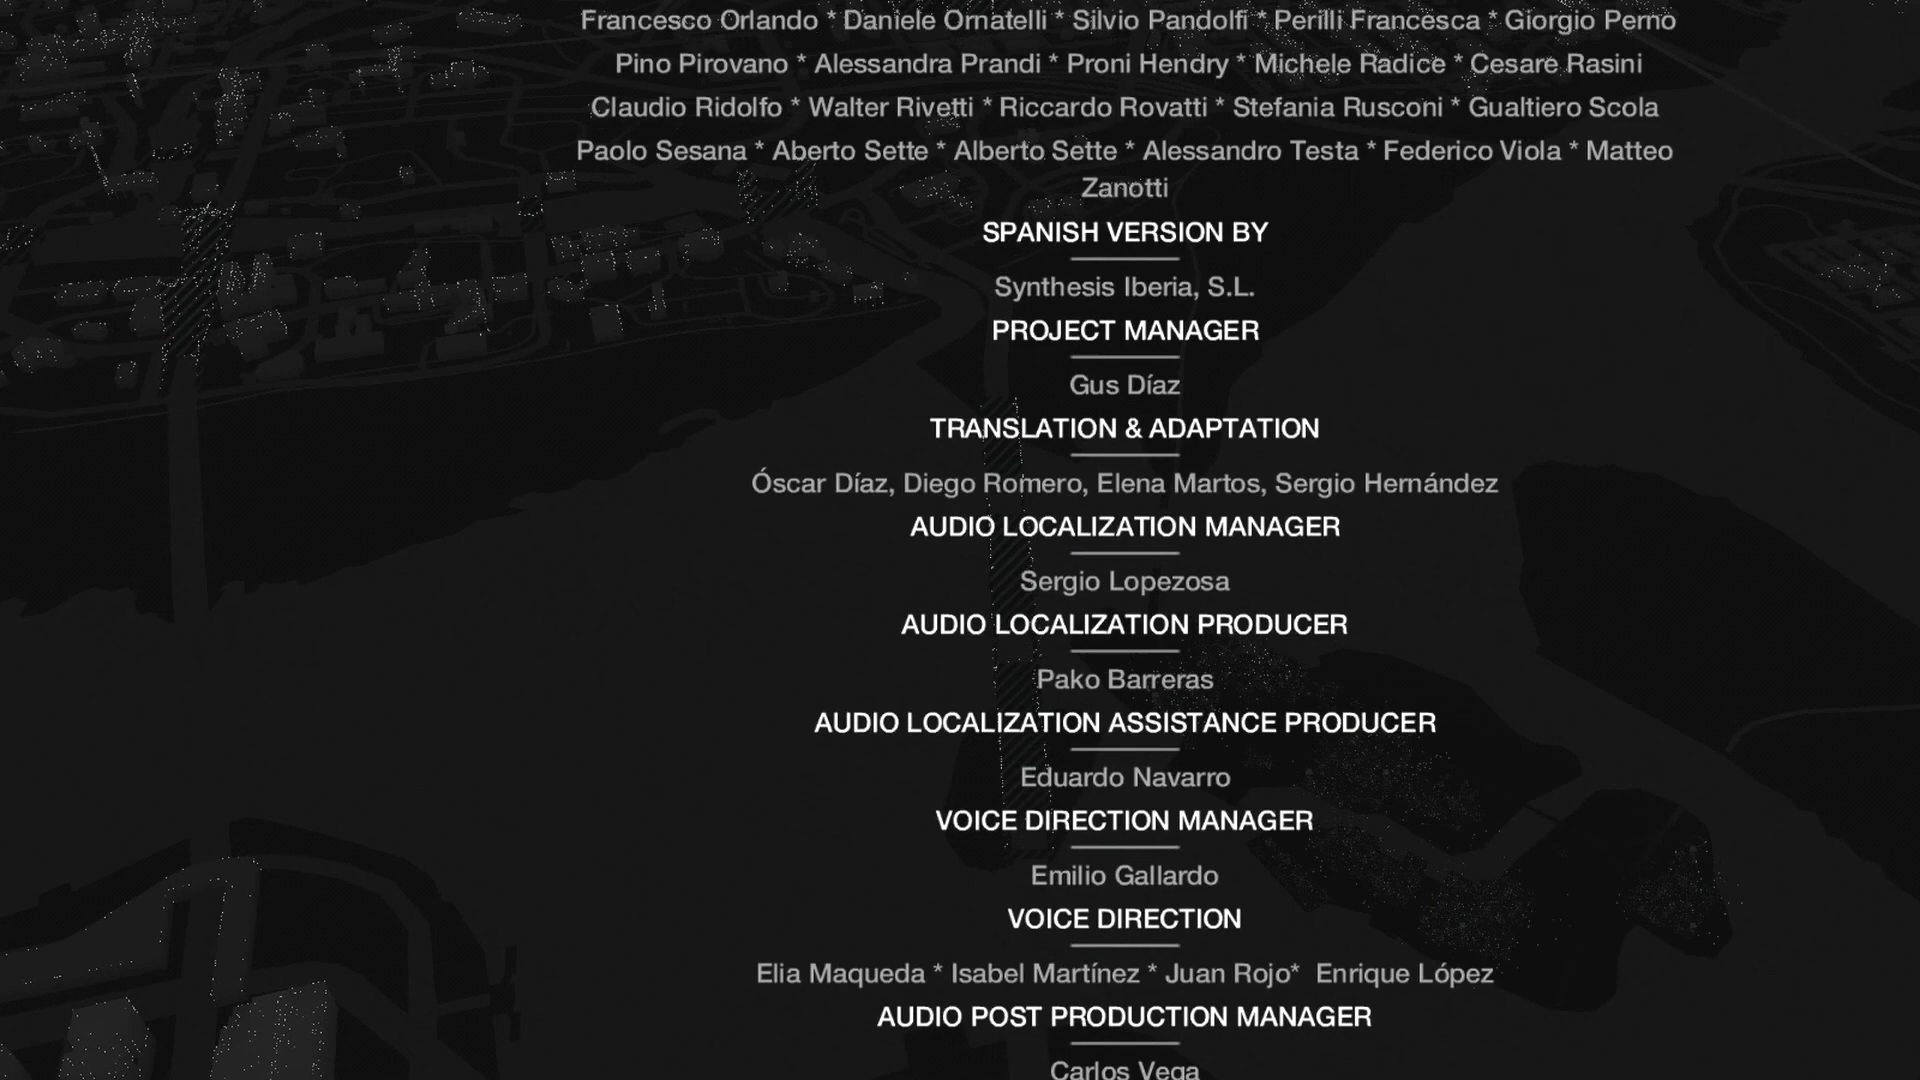 Francesco Orlando * Daniele Ornatelli * Silvio Pandolfi * Perilli Francesca * Giorgio Perno
Pino Pirovano * Alessandra Prandi * Proni Hendry * Michele Radice * Cesare Rasini
Claudio Ridolfo * Walter Rivetti * Riccardo Rovatti * Stefania Rusconi * Gualtiero Scola
Paolo Sesana * Aberto Sette * Alberto Sette * Alessandro Testa * Federico Viola * Matteo
Zanotti
SPANISH VERSION BY
Synthesis Iberia, S.L.
PROJECT MANAGER
Gus Díaz
TRANSLATION & ADAPTATION
Óscar Díaz, Diego Romero, Elena Martos, Sergio Hernández
AUDIO LOCALIZATION MANAGER
Sergio Lopezosa
AUDIO LOCALIZATION PRODUCER
Pako Barreras
AUDIO LOCALIZATION ASSISTANCE PRODUCER
Eduardo Navarro
VOICE DIRECTION MANAGER
Emilio Gallardo
VOICE DIRECTION
Elia Maqueda * Isabel Martínez * Juan Rojo*  Enrique López
AUDIO POST PRODUCTION MANAGER
Carlos Vega